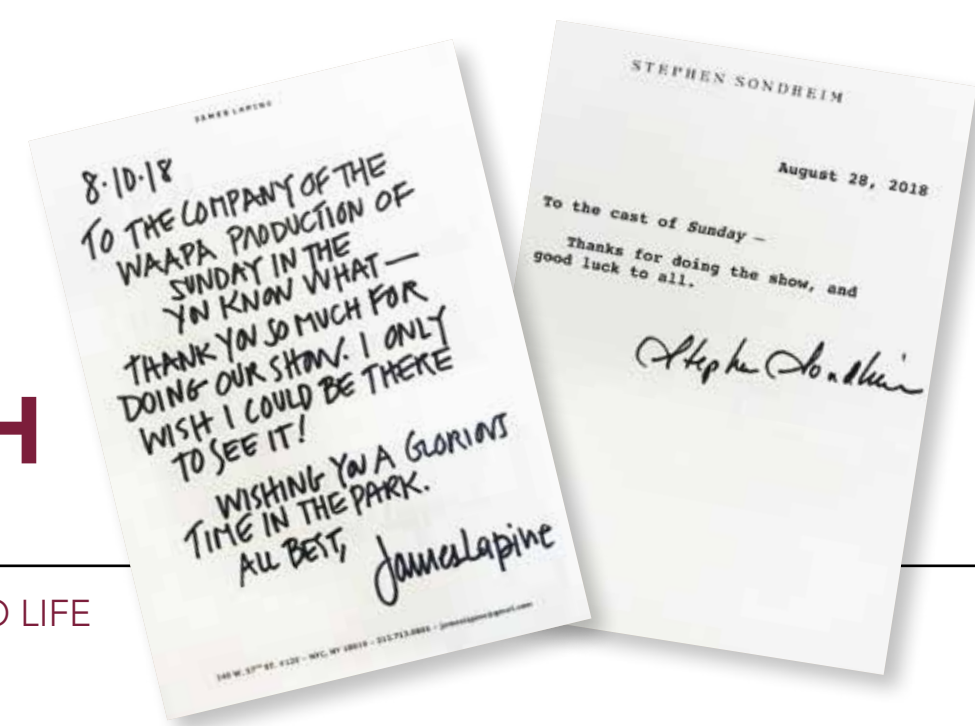 JAMES LAPINE
8·10·18
TO THE COMPANY OF THE
WAAPA PRODUCTION OF
SUNDAY IN THE
YOU KNOW WHAT—
THANK YOU SO MUCH FOR
DOING OUR SHOW. I ONLY
WISH I COULD BE THERE
TO SEE IT!
WISHING YOU A GLORIOUS
TIME IN THE PARK.
ALL BEST,
James Lapine
STEPHEN SONDHEIM
August 28, 2018
To the cast of Sunday —
Thanks for doing the show, and
good luck to all.
Stephen Sondheim
H
LIFE